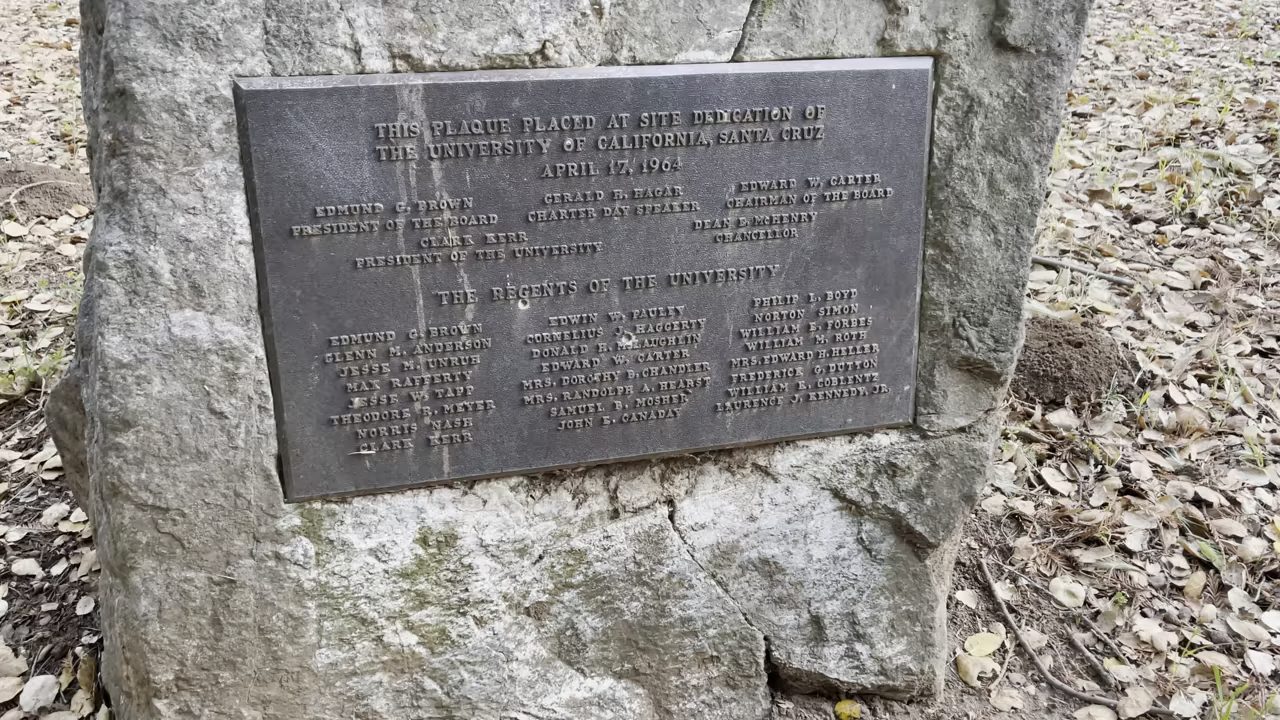 THIS PLAQUE PLACED AT SITE DEDICATION OF
THE UNIVERSITY OF CALIFORNIA, SANTA CRUZ
APRIL 17, 1964
EDMUND G. BROWN
PRESIDENT OF THE BOARD
GERALD H. HAGAR
CHARTER DAY SPEAKER
EDWARD W. CARTER
CHAIRMAN OF THE BOARD
CLARK KERR
PRESIDENT OF THE UNIVERSITY
DEAN E. McHENRY
CHANCELLOR
THE REGENTS OF THE UNIVERSITY
EDMUND G. BROWN
GLENN M. ANDERSON
JESSE M. UNRUH
MAX RAFFERTY
JESSE W. TAPP
THEODORE R. MEYER
NORRIS NASH
CLARK KERR
EDWIN W. PAULEY
CORNELIUS J. HAGGERTY
DONALD H. McLAUGHLIN
EDWARD W. CARTER
MRS. DOROTHY B. CHANDLER
MRS. RANDOLPH A. HEARST
SAMUEL B. MOSHER
JOHN E. CANADAY
PHILIP L. BOYD
NORTON SIMON
WILLIAM E. FORBES
WILLIAM M. ROTH
MRS. EDWARD H. HELLER
FREDERICK G. DUTTON
WILLIAM K. COBLENTZ
LAURENCE J. KENNEDY, JR.